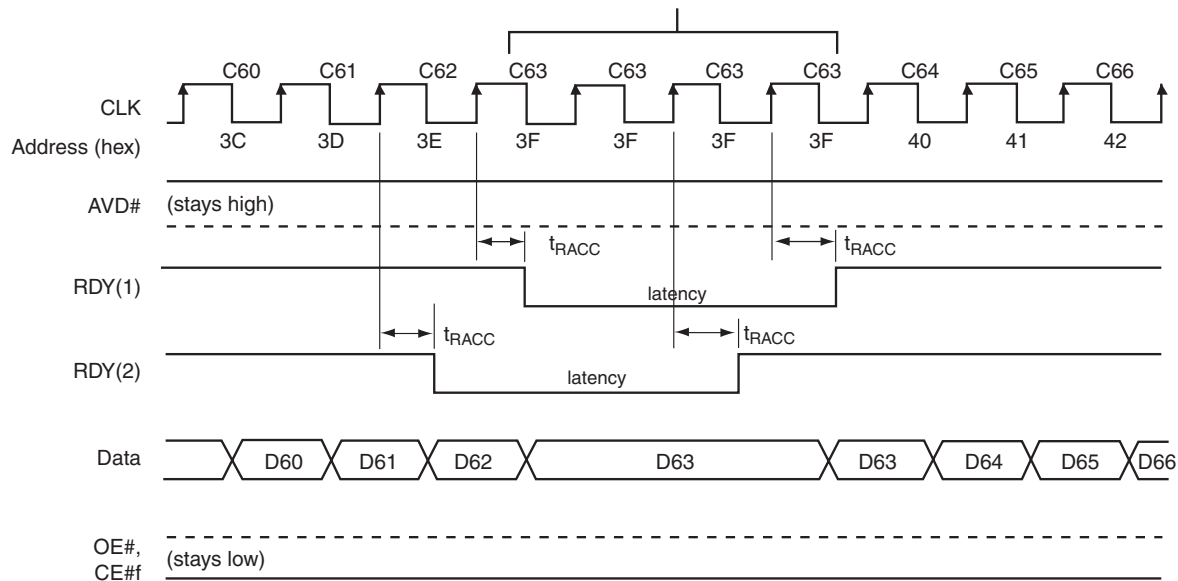 C60 C61 C62 C63 C63 C63 C63 C64 C65 C66
CLK
Address (hex) 3C 3D 3E 3F 3F 3F 3F 40 41 42
AVD# (stays high)
tRACC tRACC
RDY(1) latency
tRACC tRACC
RDY(2) latency
Data D60 D61 D62 D63 D63 D64 D65 D66
OE#,
CE#f (stays low)